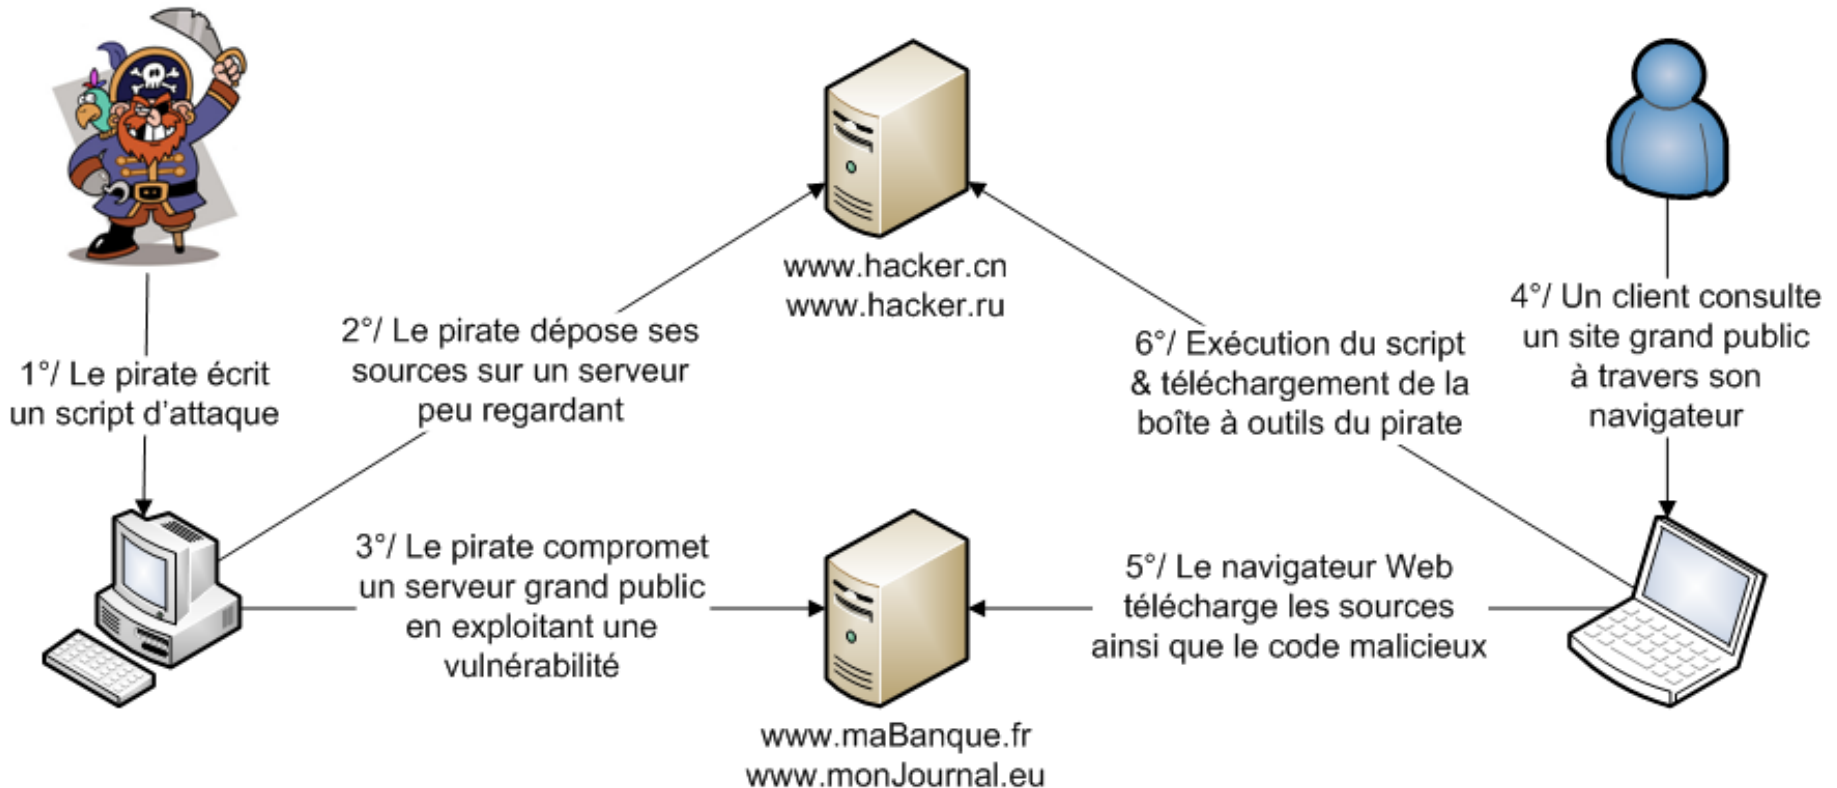 1°/ Le pirate écrit
un script d'attaque
2°/ Le pirate dépose ses
sources sur un serveur
peu regardant
www.hacker.cn
www.hacker.ru
3°/ Le pirate compromet
un serveur grand public
en exploitant une
vulnérabilité
www.maBanque.fr
www.monJournal.eu
4°/ Un client consulte
un site grand public
à travers son
navigateur
5°/ Le navigateur Web
télécharge les sources
ainsi que le code malicieux
6°/ Exécution du script
& téléchargement de la
boîte à outils du pirate